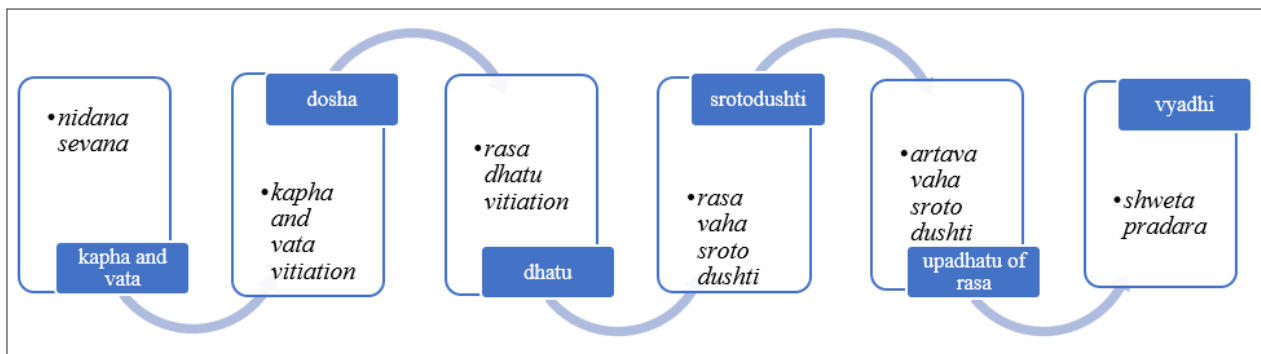 •nidana
sevana
kapha and
vata
dosha
•kapha
and
vata
vitiation
•rasa
dhatu
vitiation
dhatu
srotodushti
•rasa
vaha
sroto
dushti
•artava
vaha
sroto
dushti
upadhatu of
rasa
vyadhi
•shweta
pradara